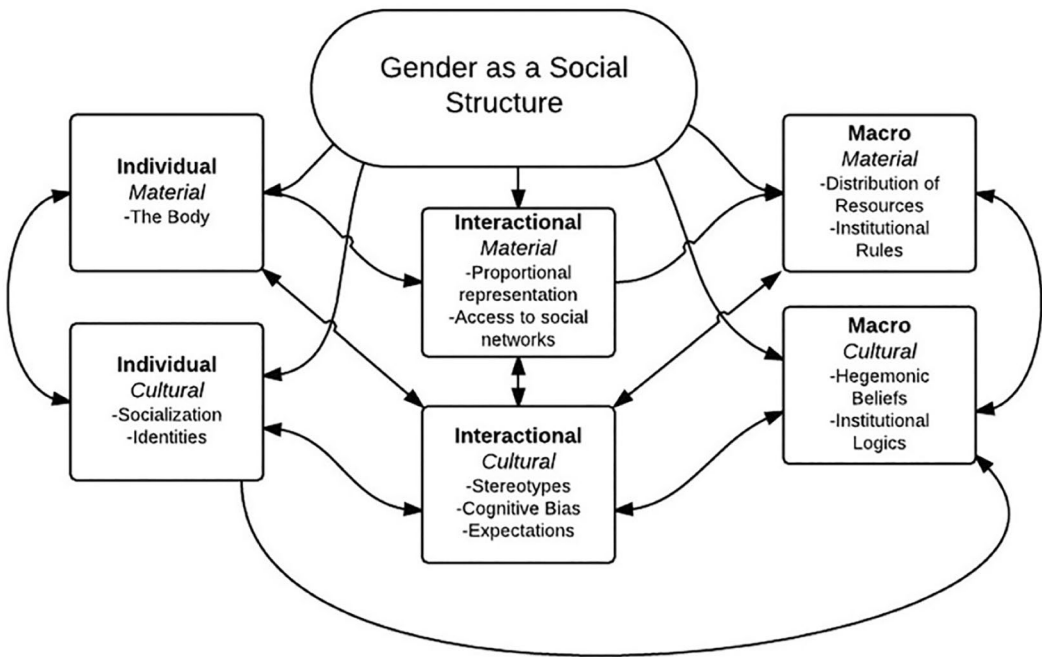 Gender as a Social
Structure
Individual
Material
-The Body
Individual
Cultural
-Socialization
-Identities
Interactional
Material
-Proportional
representation
-Access to social
networks
Interactional
Cultural
-Stereotypes
-Cognitive Bias
-Expectations
Macro
Material
-Distribution of
Resources
-Institutional
Rules
Macro
Cultural
-Hegemonic
Beliefs
-Institutional
Logics